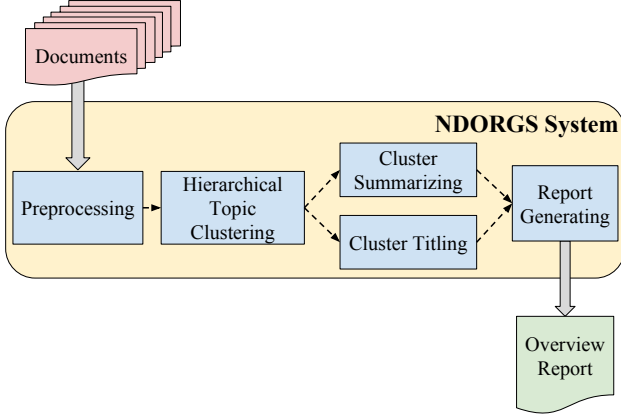 Documents
NDORGS System
Preprocessing
Hierarchical
Topic
Clustering
Cluster
Summarizing
Cluster Titling
Report
Generating
Overview
Report